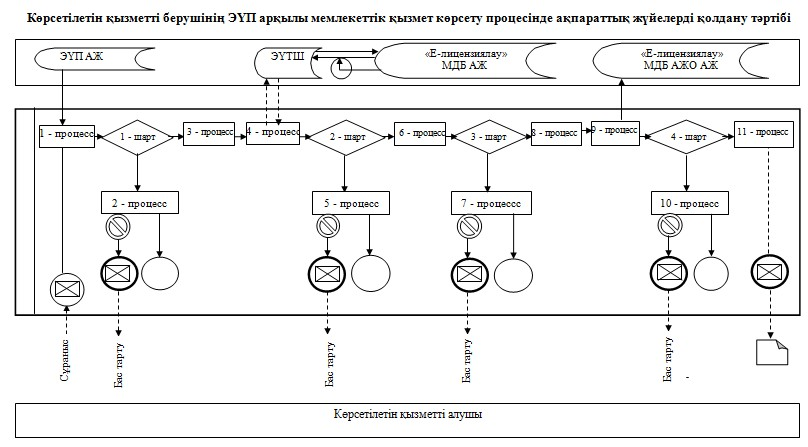 Көрсетілетін қызметті берушінің ЭҮП арқылы мемлекеттік қызмет көрсету процесінде ақпараттық жүйелерді қолдану тәртібі
ЭҮП АЖ
ЭҮТШ
«Е-лицензиялау»
МДБ АЖ
«Е-лицензиялау»
МДБ АЖО АЖ
1 - процесс
1 - шарт
3 - процесс
4 - процесс
2 - шарт
6 - процесс
3 - шарт
8 - процесс
9 - процесс
4 - шарт
11 - процесс
2 - процесс
5 - процесс
7 - процессс
10 - процесс
Сұраныс
Бас тарту
Бас тарту
Бас тарту
Бас тарту
-
Көрсетілетін қызметті алушы